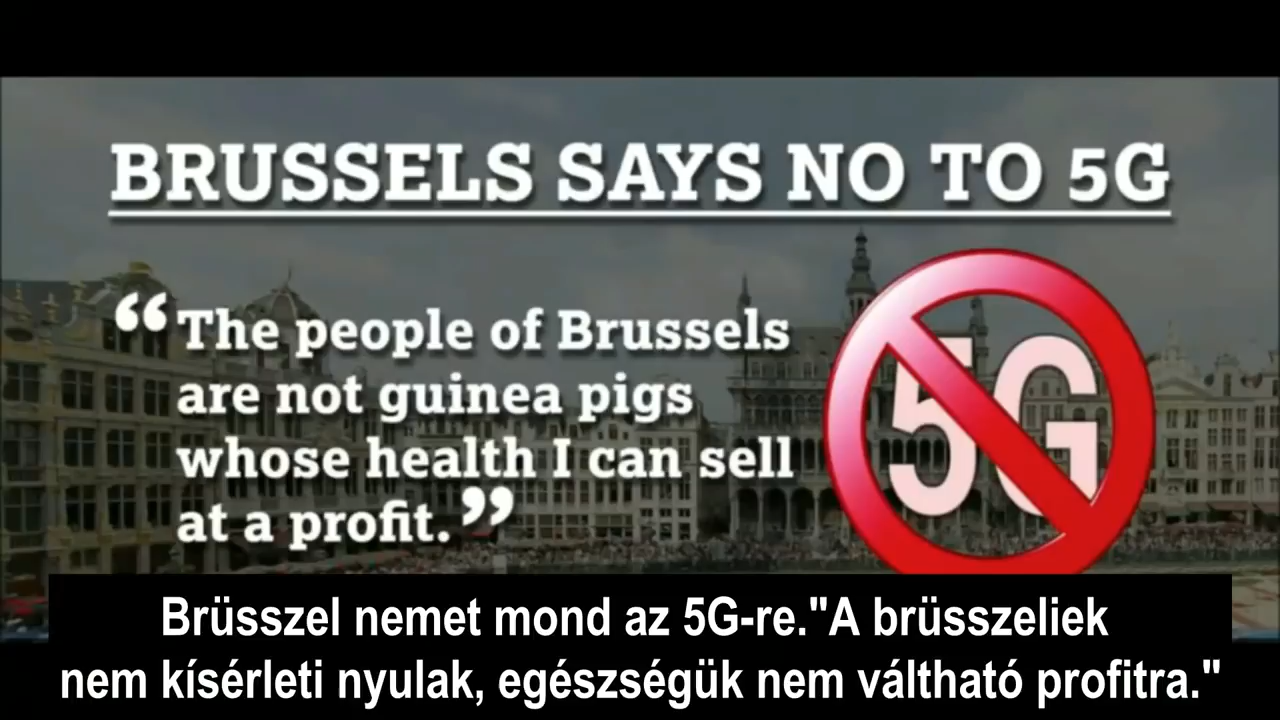 BRUSSELS SAYS NO TO 5G
“The people of Brussels
are not guinea pigs
whose health I can sell
at a profit.”
5G
Brüsszel nemet mond az 5G-re."A brüsszeliek
nem kísérleti nyulak, egészségük nem váltható profitra."